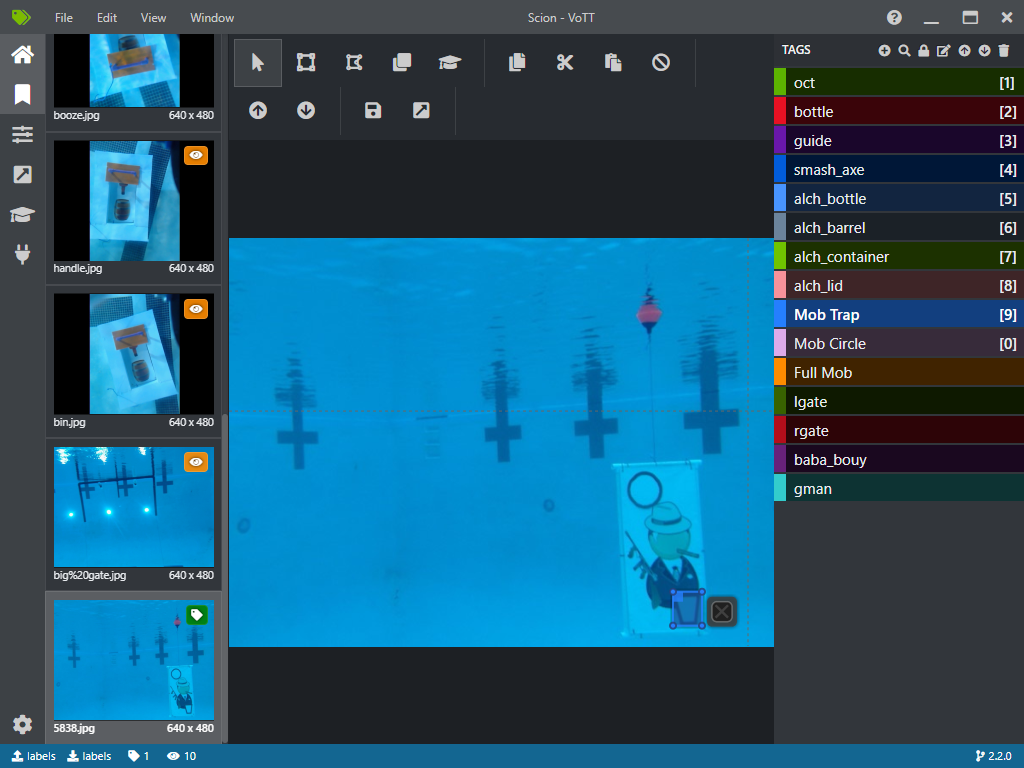 File Edit View Window Scion - VoTT
booze.jpg 640 x 480
handle.jpg 640 x 480
bin.jpg 640 x 480
big%20gate.jpg 640 x 480
5838.jpg 640 x 480
TAGS
oct [1]
bottle [2]
guide [3]
smash_axe [4]
alch_bottle [5]
alch_barrel [6]
alch_container [7]
alch_lid [8]
Mob Trap [9]
Mob Circle [0]
Full Mob
lgate
rgate
baba_bouy
gman
labels labels 1 10 2.2.0